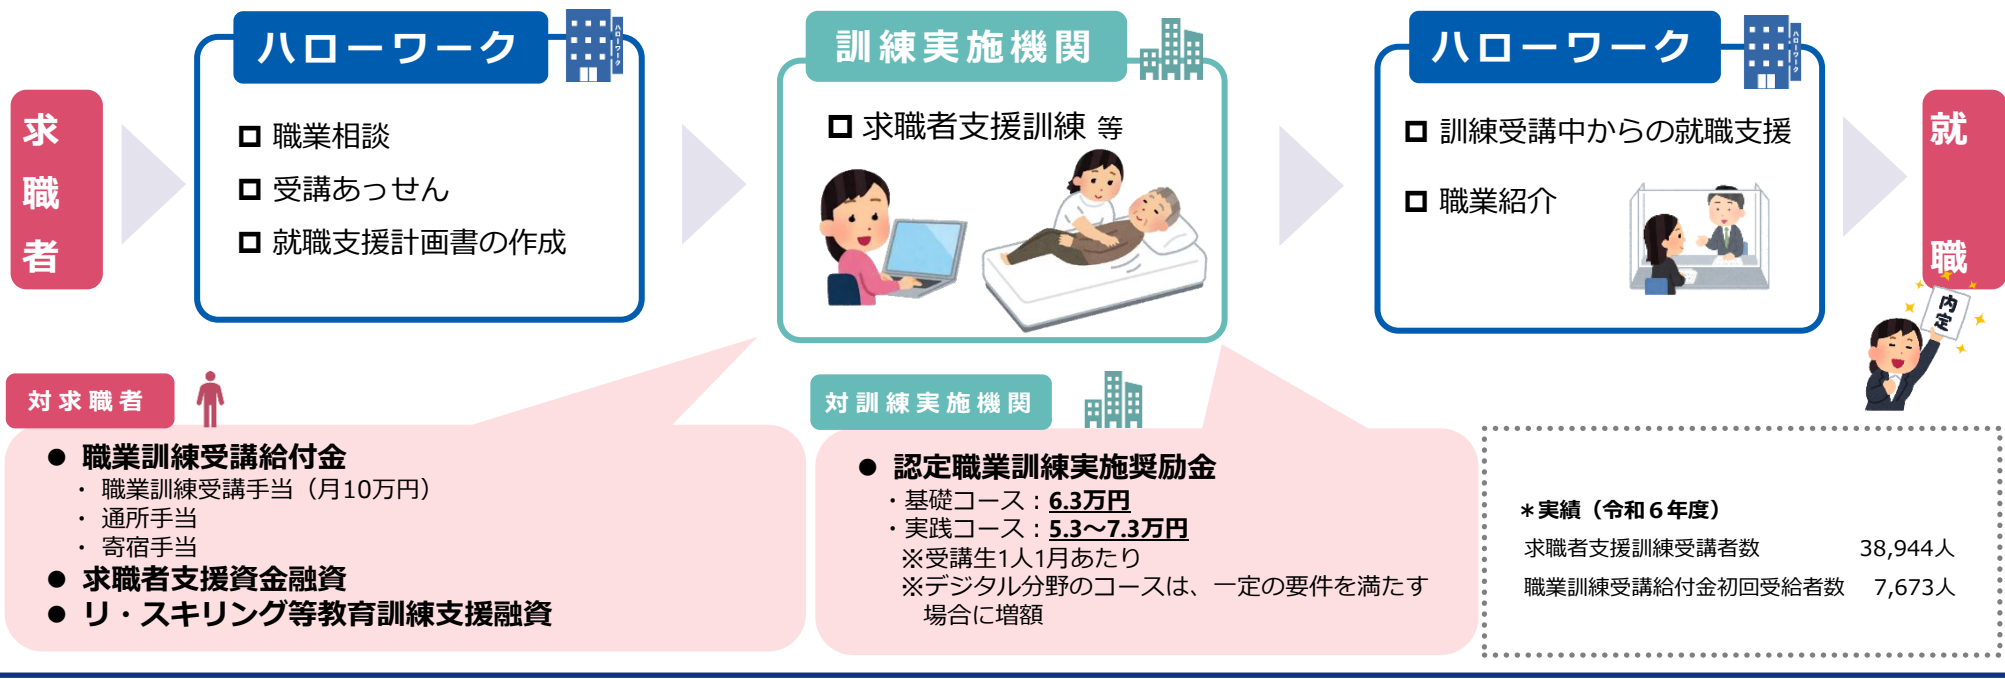 求職者
ハローワーク
ハローワーク
職業相談
受講あっせん
就職支援計画書の作成
訓練実施機関
求職者支援訓練 等
ハローワーク
ハローワーク
訓練受講中からの就職支援
職業紹介
就職
内定
対求職者
● 職業訓練受講給付金
・ 職業訓練受講手当（月10万円）
・ 通所手当
・ 寄宿手当
● 求職者支援資金融資
● リ・スキリング等教育訓練支援融資
対訓練実施機関
● 認定職業訓練実施奨励金
・基礎コース：6.3万円
・実践コース：5.3～7.3万円
※受講生1人1月あたり
※デジタル分野のコースは、一定の要件を満たす
場合に増額
＊実績（令和６年度）
求職者支援訓練受講者数 38,944人
職業訓練受講給付金初回受給者数 7,673人